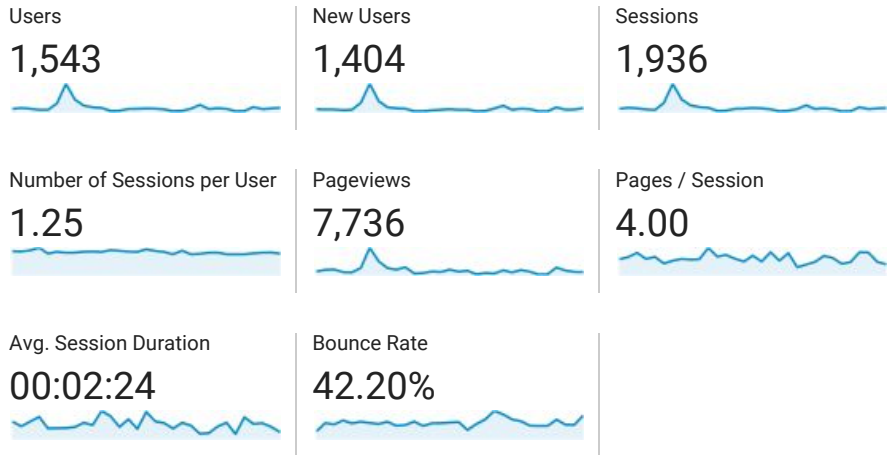 Users
1,543
New Users
1,404
Sessions
1,936
Number of Sessions per User
1.25
Pageviews
7,736
Pages / Session
4.00
Avg. Session Duration
00:02:24
Bounce Rate
42.20%